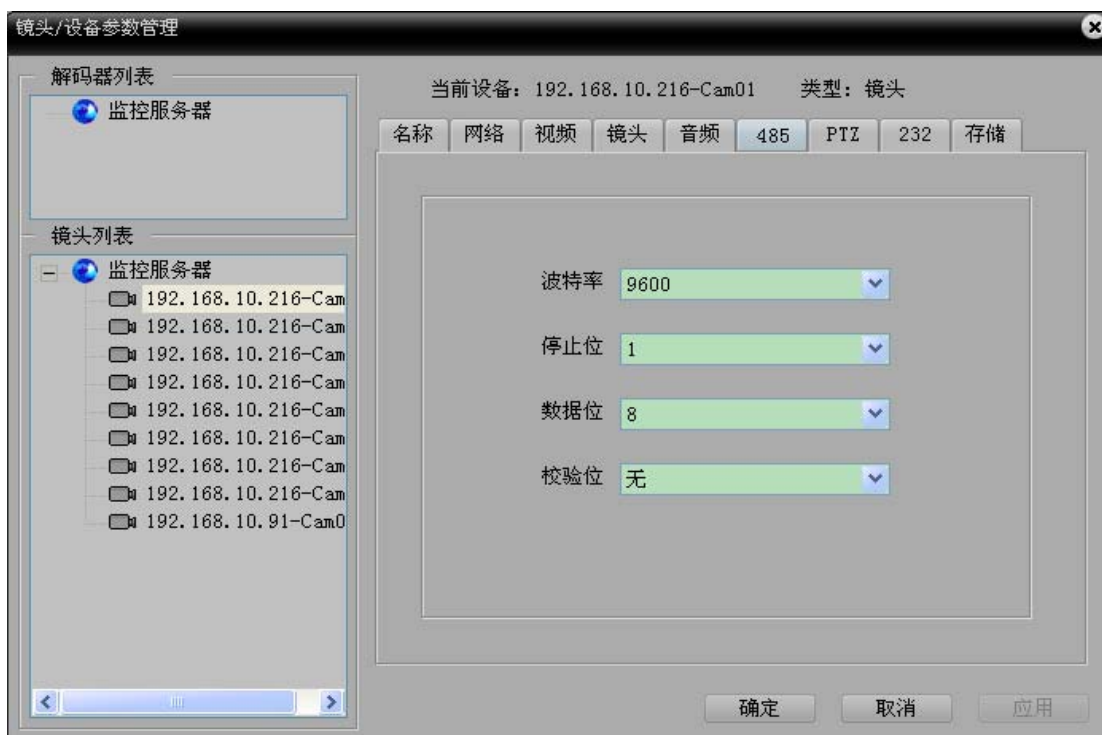 镜头/设备参数管理
解码器列表
监控服务器
镜头列表
监控服务器
192.168.10.216-Cam
192.168.10.216-Cam
192.168.10.216-Cam
192.168.10.216-Cam
192.168.10.216-Cam
192.168.10.216-Cam
192.168.10.216-Cam
192.168.10.216-Cam
192.168.10.91-Cam0
当前设备: 192.168.10.216-Cam01 类型: 镜头
名称 网络 视频 镜头 音频 485 PTZ 232 存储
波特率 9600
停止位 1
数据位 8
校验位 无
确定 取消 应用